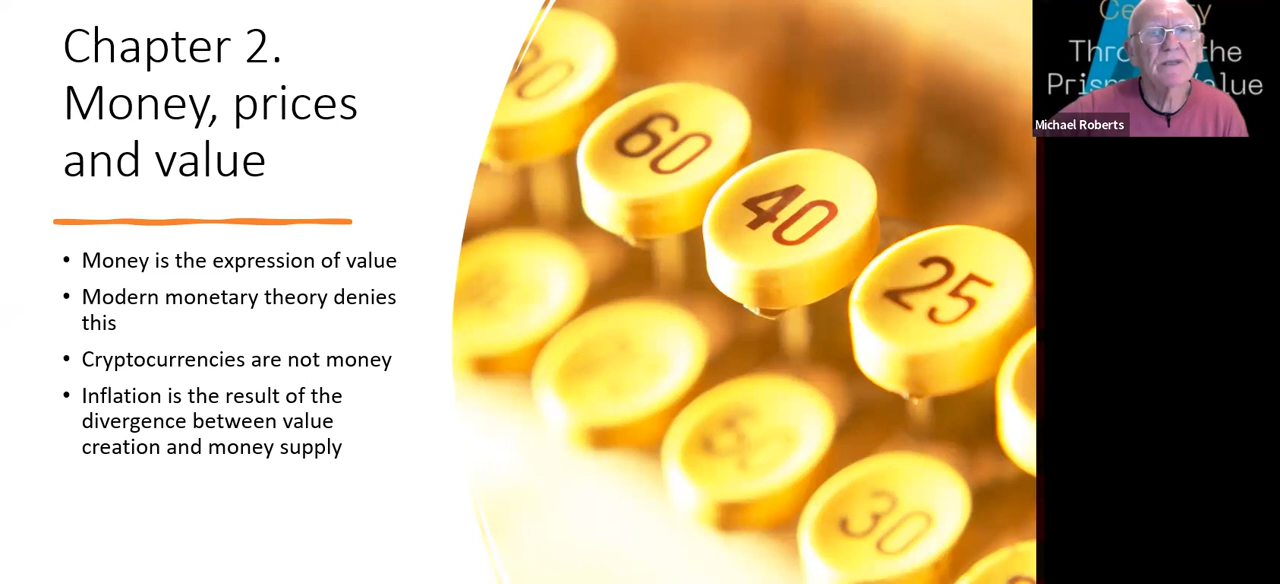 Chapter 2.
Money, prices
and value
• Money is the expression of value
• Modern monetary theory denies
this
• Cryptocurrencies are not money
• Inflation is the result of the
divergence between value
creation and money supply
60
40
25
30
the
Michael Roberts